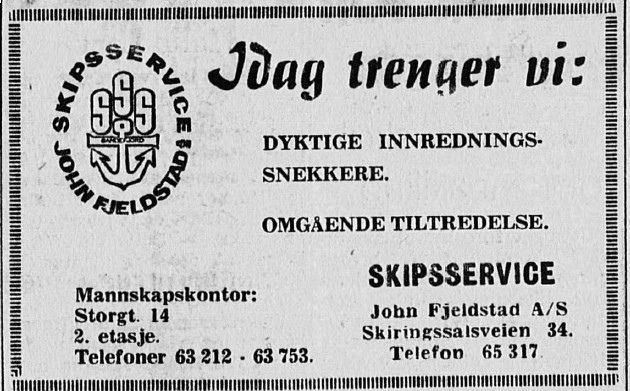 SKIPSSERVICE A/S
JOHN FJELDSTAD
SSS
SANDEFJORD
Idag trenger vi:
DYKTIGE INNREDNINGS-
SNEKKERE.
OMGÅENDE TILTREDELSE.
Mannskapskontor:
Storgt. 14
2. etasje.
Telefoner 63 212 - 63 753.
SKIPSSERVICE
John Fjeldstad A/S
Skiringssalsveien 34.
Telefon 65 317.